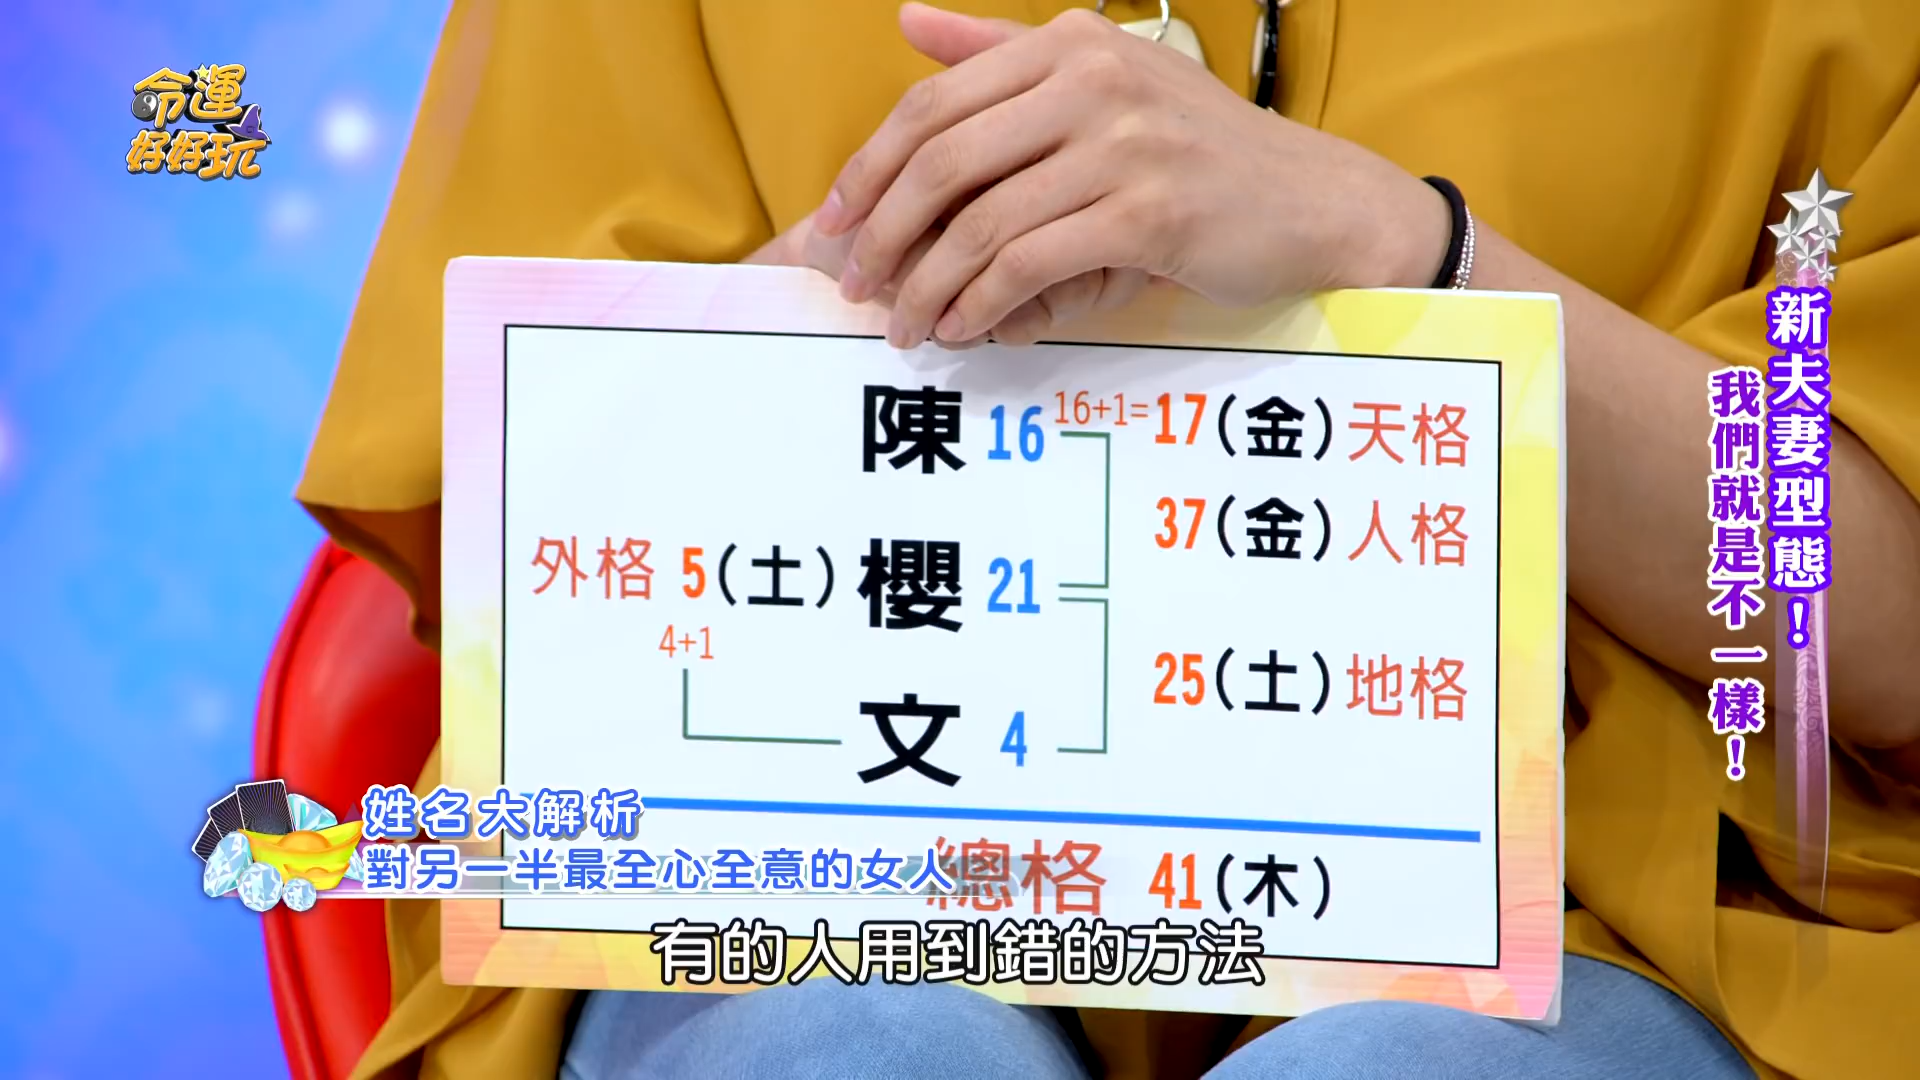 命運
好好玩
新夫妻型態！
我們就是不一樣！
陳 16 16+1= 17(金)天格
37(金)人格
外格 5(土) 櫻 21
4+1
25(土)地格
文 4
總格 41(木)
姓名大解析
對另一半最全心全意的女人
有的人用到錯的方法